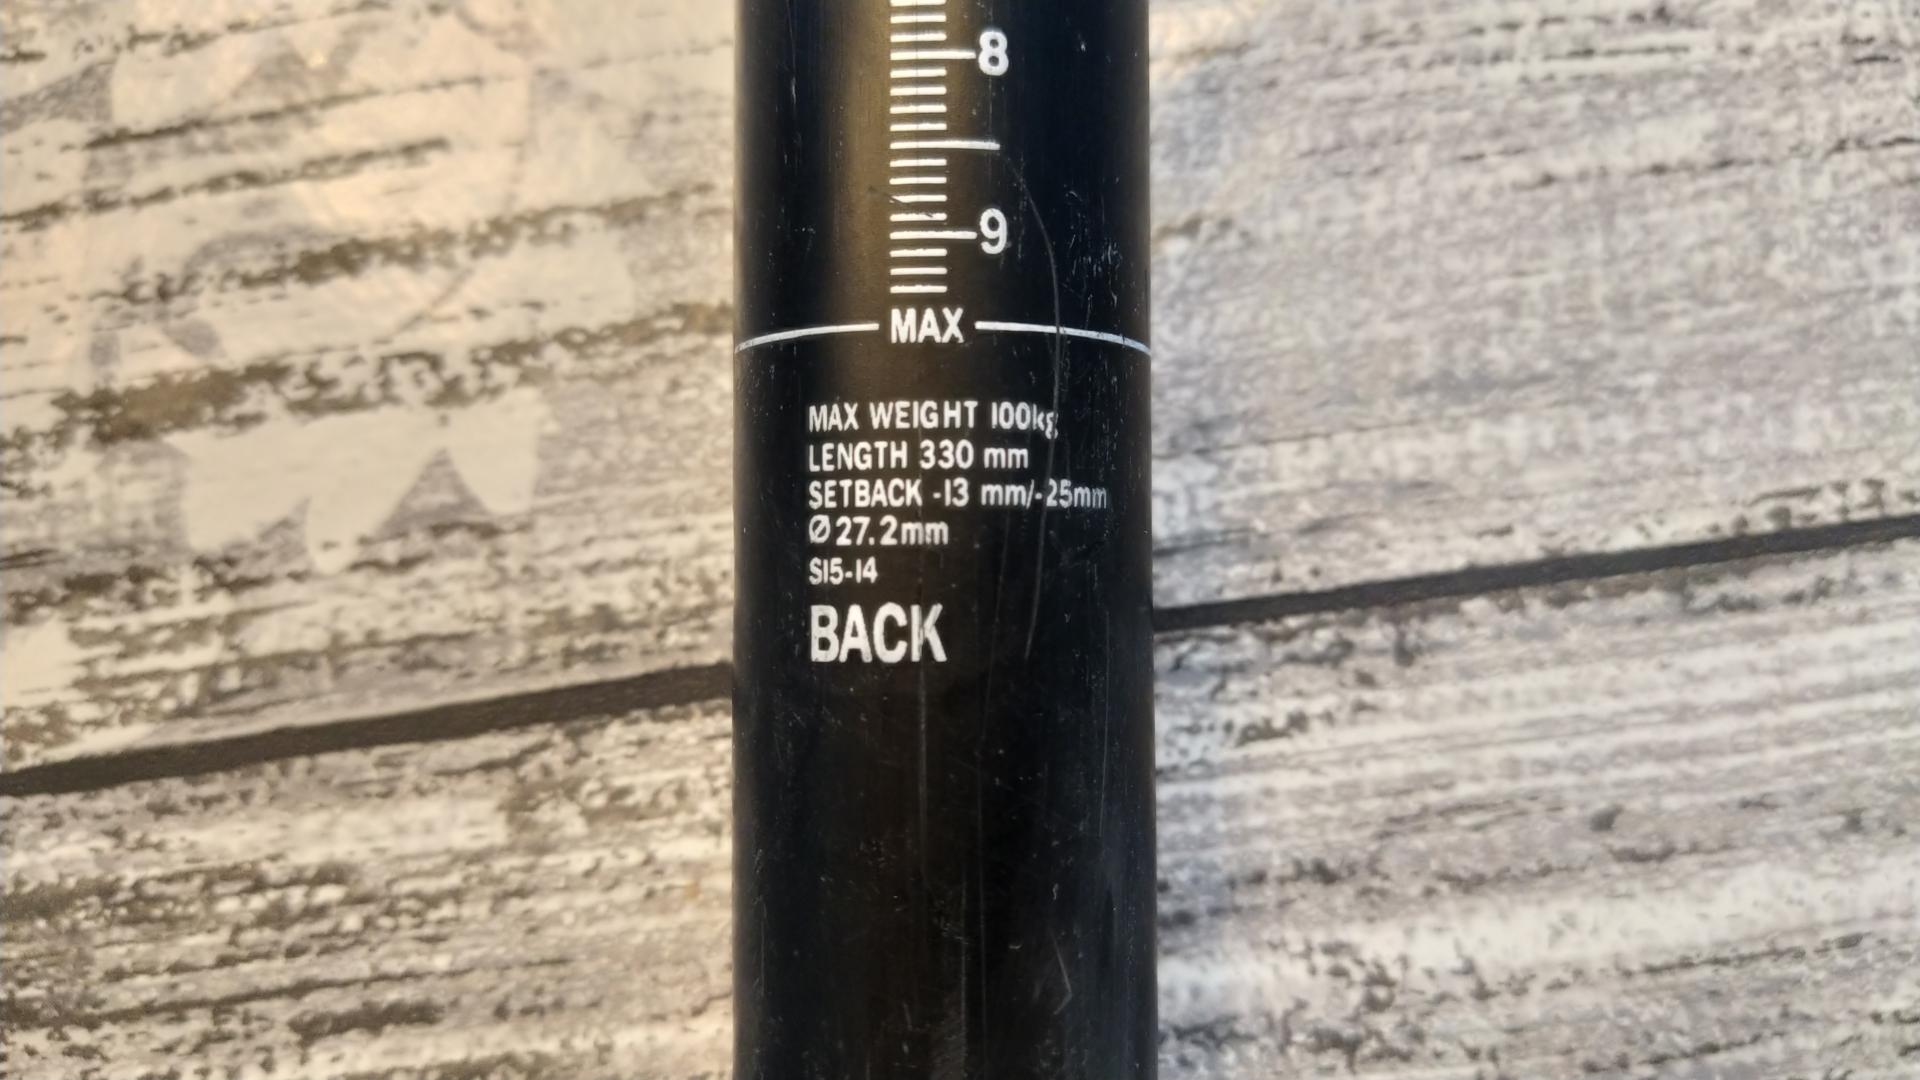 8
9
MAX
MAX WEIGHT 100kg
LENGTH 330 mm
SETBACK -13 mm/-25mm
Ø27.2mm
S15-14
BACK